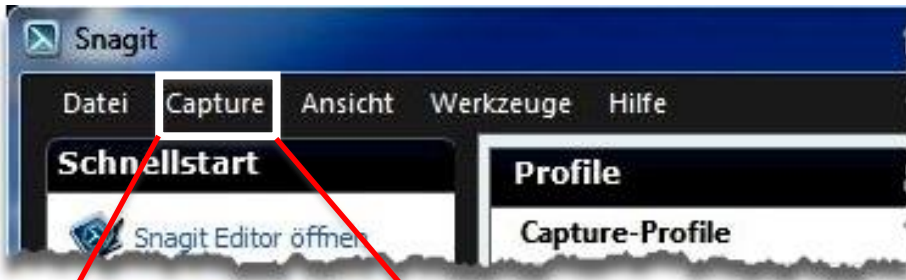 Snagit
Datei Capture Ansicht Werkzeuge Hilfe
Schnellstart
Profile
Snagit Editor öffnen
Capture-Profile